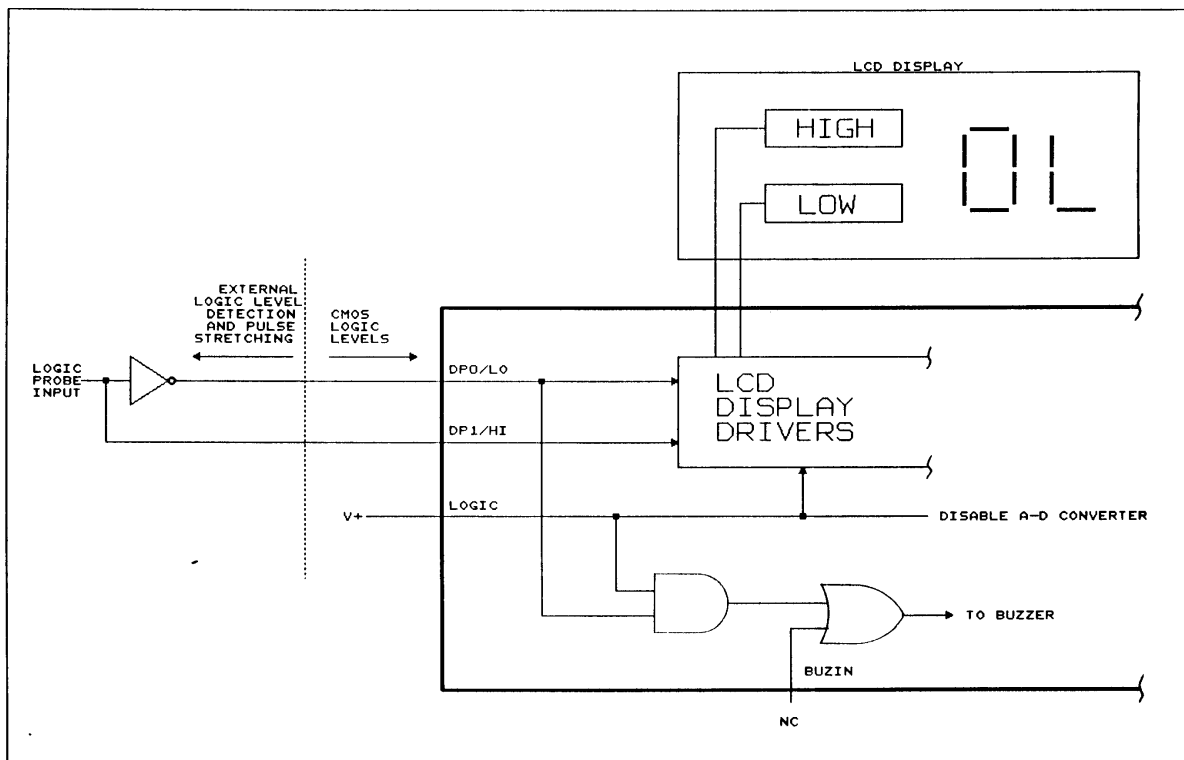 LCD DISPLAY
HIGH
OL
LOW
EXTERNAL
LOGIC LEVEL
DETECTION
AND PULSE
STRETCHING
CMOS
LOGIC
LEVELS
LOGIC
PROBE
INPUT
DP0/LO
DP1/HI
LCD
DISPLAY
DRIVERS
V+
LOGIC
DISABLE A-D CONVERTER
TO BUZZER
BUZIN
NC